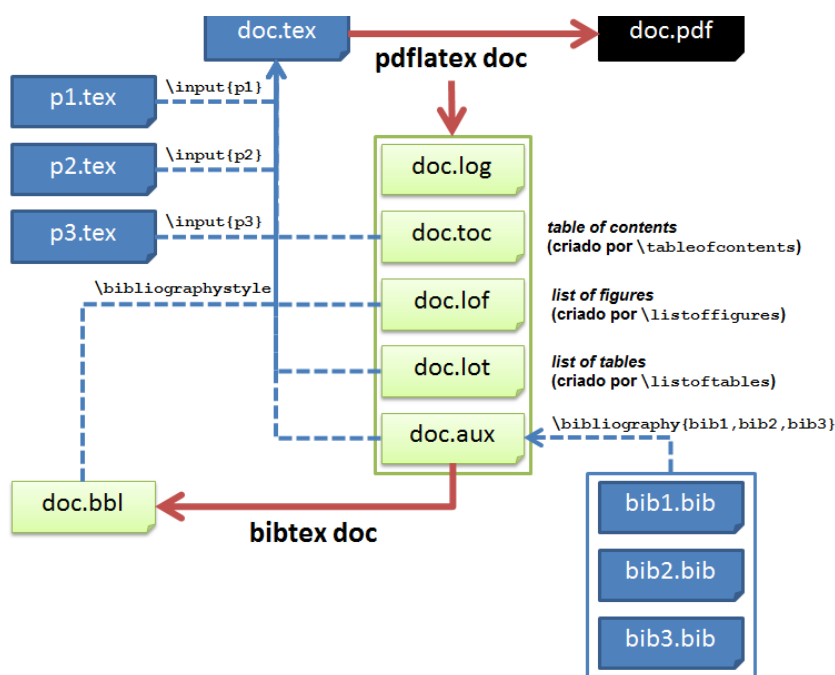 doc.tex
doc.pdf
pdflatex doc
p1.tex
\input{p1}
p2.tex
\input{p2}
doc.log
p3.tex
\input{p3}
doc.toc
table of contents
(criado por \tableofcontents)
\bibliographystyle
doc.lof
list of figures
(criado por \listoffigures)
doc.lot
list of tables
(criado por \listoftables)
doc.aux
\bibliography{bib1,bib2,bib3}
doc.bbl
bibtex doc
bib1.bib
bib2.bib
bib3.bib